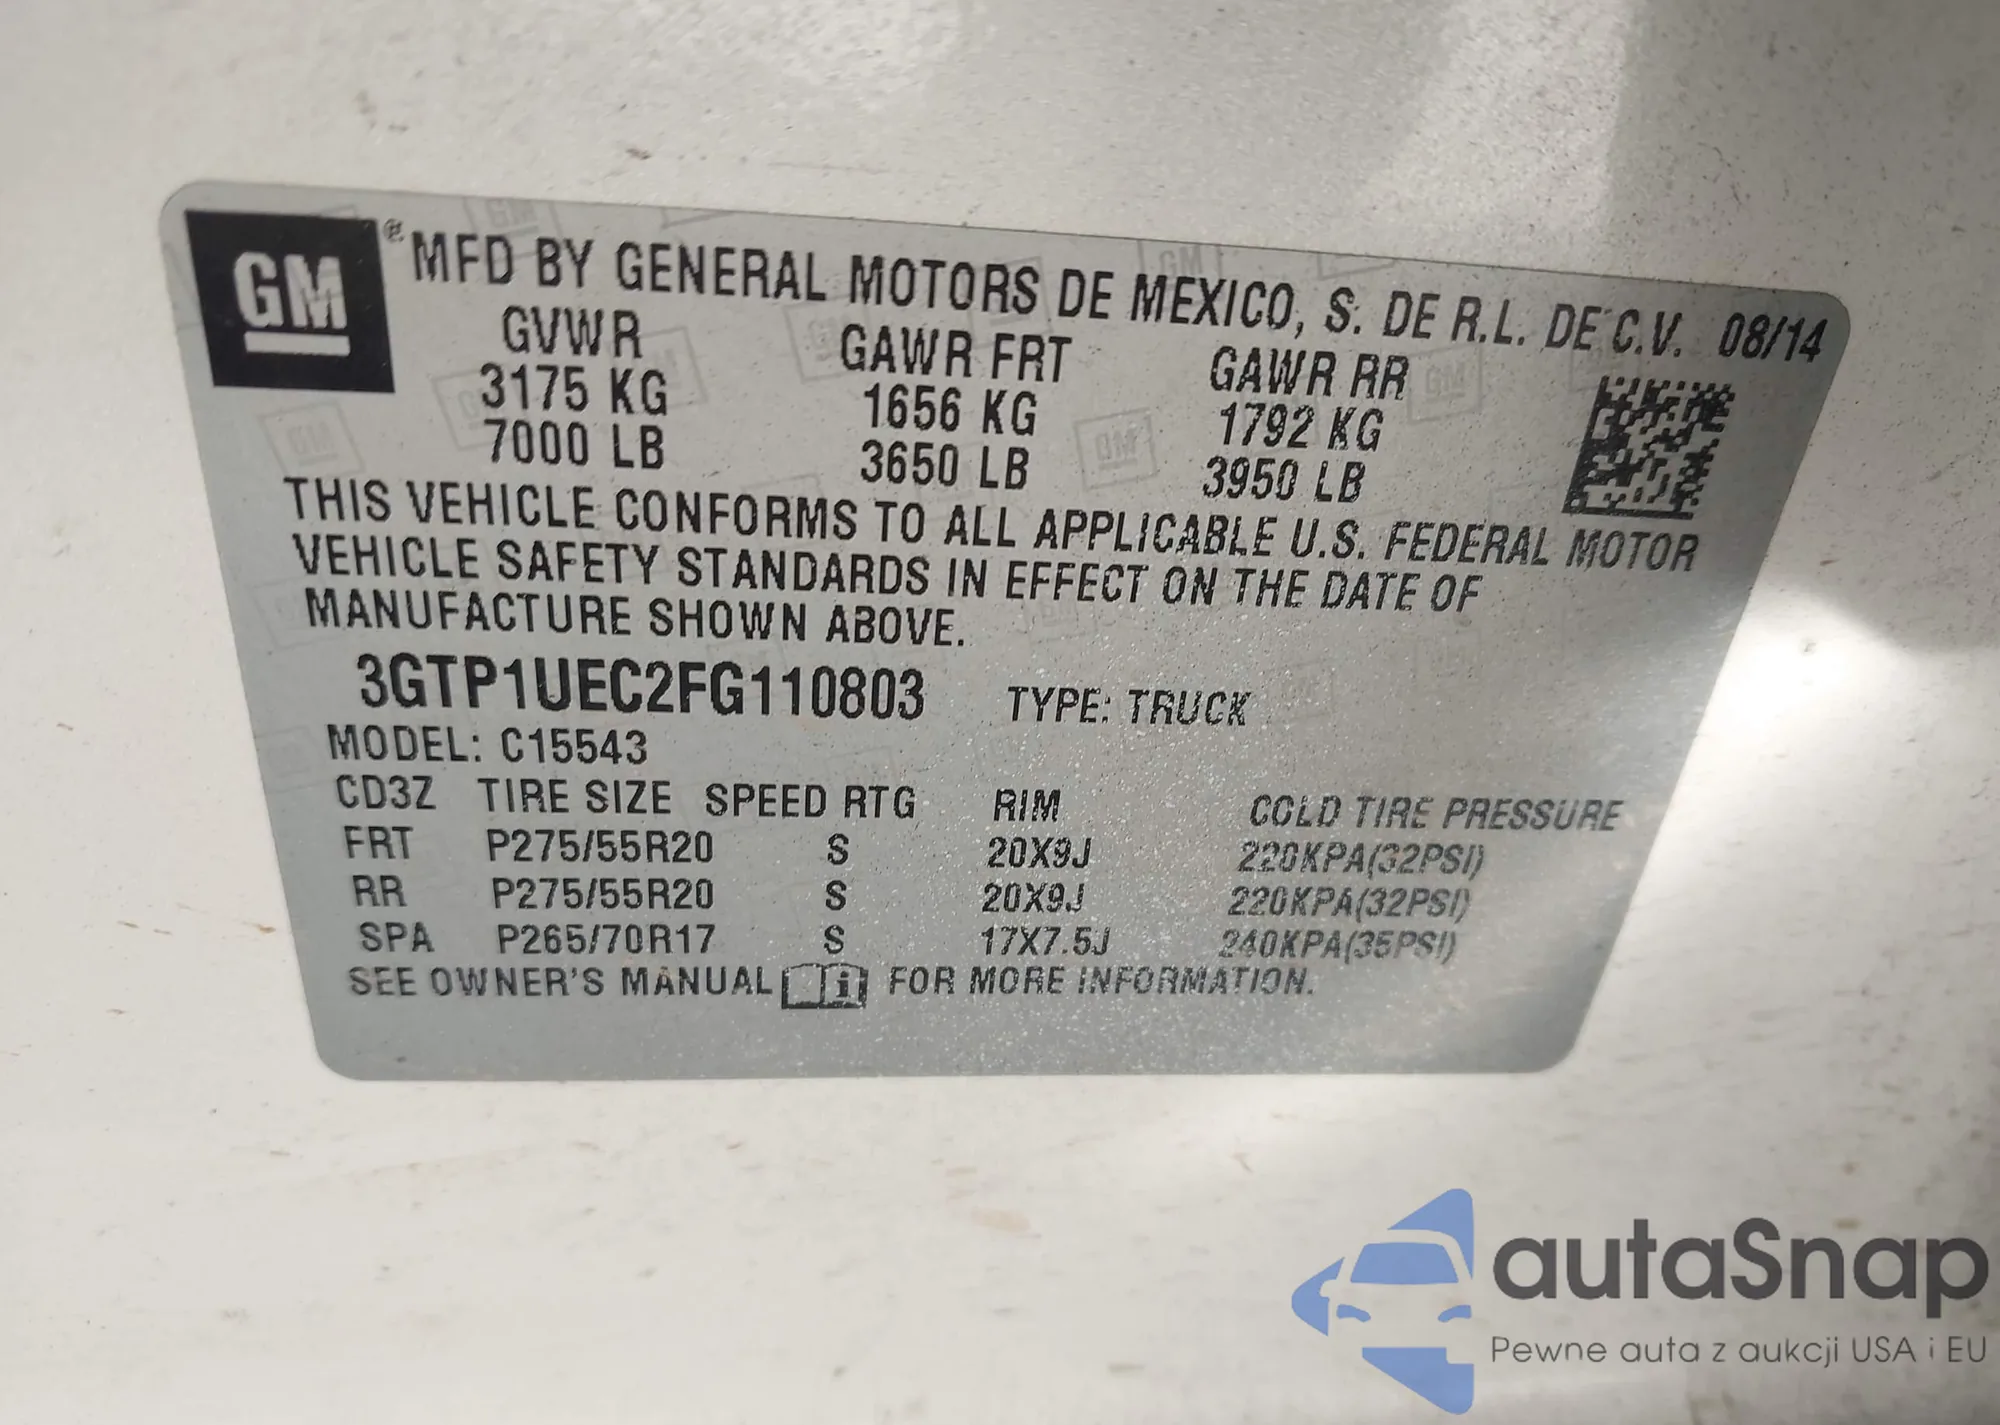 GM® MFD BY GENERAL MOTORS DE MEXICO, S. DE R.L. DE C.V. 08/14
GVWR GAWR FRT GAWR RR
3175 KG 1656 KG 1792 KG
7000 LB 3650 LB 3950 LB
THIS VEHICLE CONFORMS TO ALL APPLICABLE U.S. FEDERAL MOTOR
VEHICLE SAFETY STANDARDS IN EFFECT ON THE DATE OF
MANUFACTURE SHOWN ABOVE.
3GTP1UEC2FG110803 TYPE: TRUCK
MODEL: C15543
CD3Z TIRE SIZE SPEED RTG RIM COLD TIRE PRESSURE
FRT P275/55R20 S 20X9J 220KPA(32PSI)
RR P275/55R20 S 20X9J 220KPA(32PSI)
SPA P265/70R17 S 17X7.5J 240KPA(35PSI)
SEE OWNER'S MANUAL i FOR MORE INFORMATION.
autaSnap
Pewne auta z aukcji USA i EU